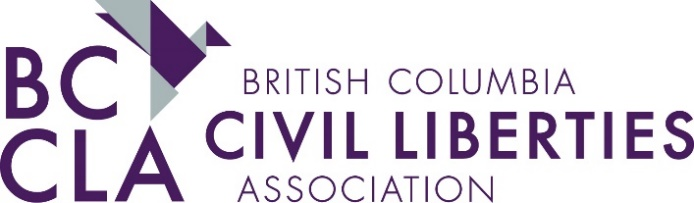 BC
CLA
BRITISH COLUMBIA
CIVIL LIBERTIES
ASSOCIATION